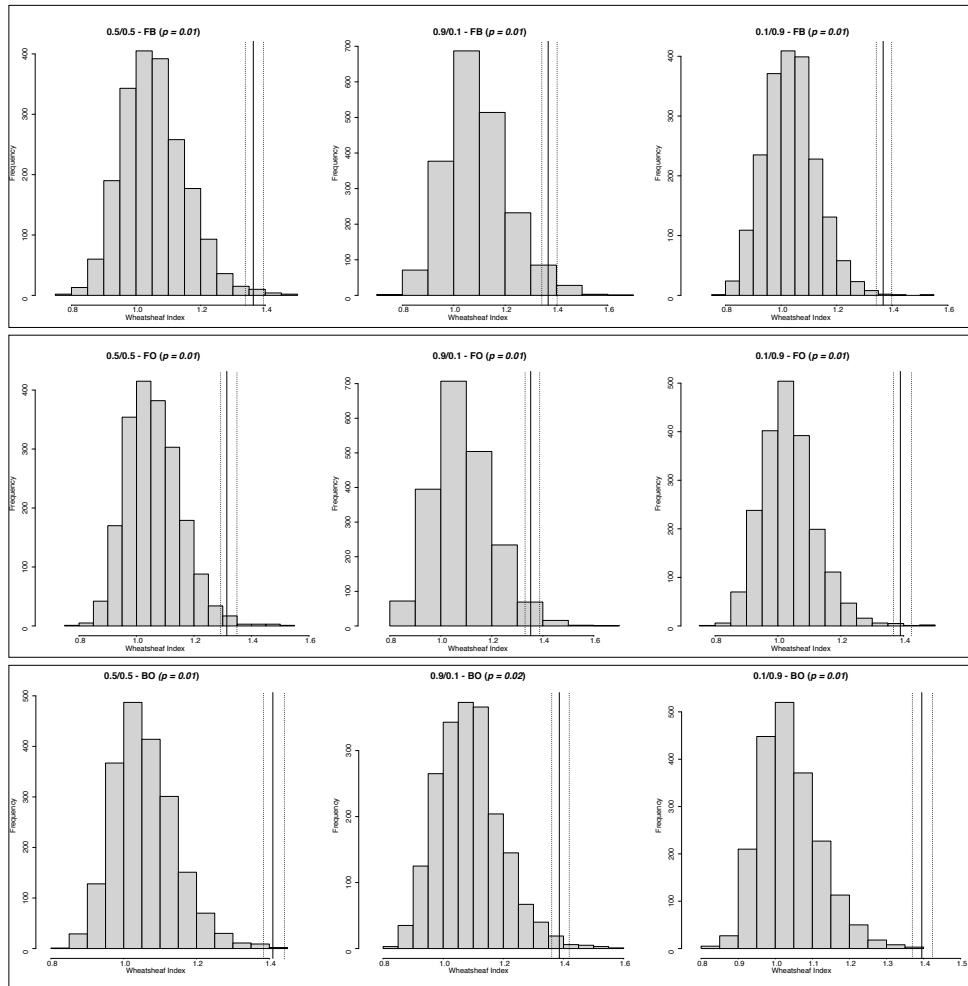 0.5/0.5 - FB (p = 0.01)
Frequency
0 100 200 300 400
0.8 1.0 1.2 1.4
Wheatsheaf Index
0.9/0.1 - FB (p = 0.01)
Frequency
0 100 200 300 400 500 600 700
0.8 1.0 1.2 1.4 1.6
Wheatsheaf Index
0.1/0.9 - FB (p = 0.01)
Frequency
0 100 200 300 400
0.8 1.0 1.2 1.4 1.6
Wheatsheaf Index
0.5/0.5 - FO (p = 0.01)
Frequency
0 100 200 300 400
0.8 1.0 1.2 1.4 1.6
Wheatsheaf Index
0.9/0.1 - FO (p = 0.01)
Frequency
0 100 200 300 400 500 600 700
0.8 1.0 1.2 1.4 1.6
Wheatsheaf Index
0.1/0.9 - FO (p = 0.01)
Frequency
0 100 200 300 400 500
0.8 1.0 1.2 1.4
Wheatsheaf Index
0.5/0.5 - BO (p = 0.01)
Frequency
0 100 200 300 400 500
0.8 1.0 1.2 1.4
Wheatsheaf Index
0.9/0.1 - BO (p = 0.02)
Frequency
0 100 200 300
0.8 1.0 1.2 1.4 1.6
Wheatsheaf Index
0.1/0.9 - BO (p = 0.01)
Frequency
0 100 200 300 400 500
0.8 0.9 1.0 1.1 1.2 1.3 1.4 1.5
Wheatsheaf Index